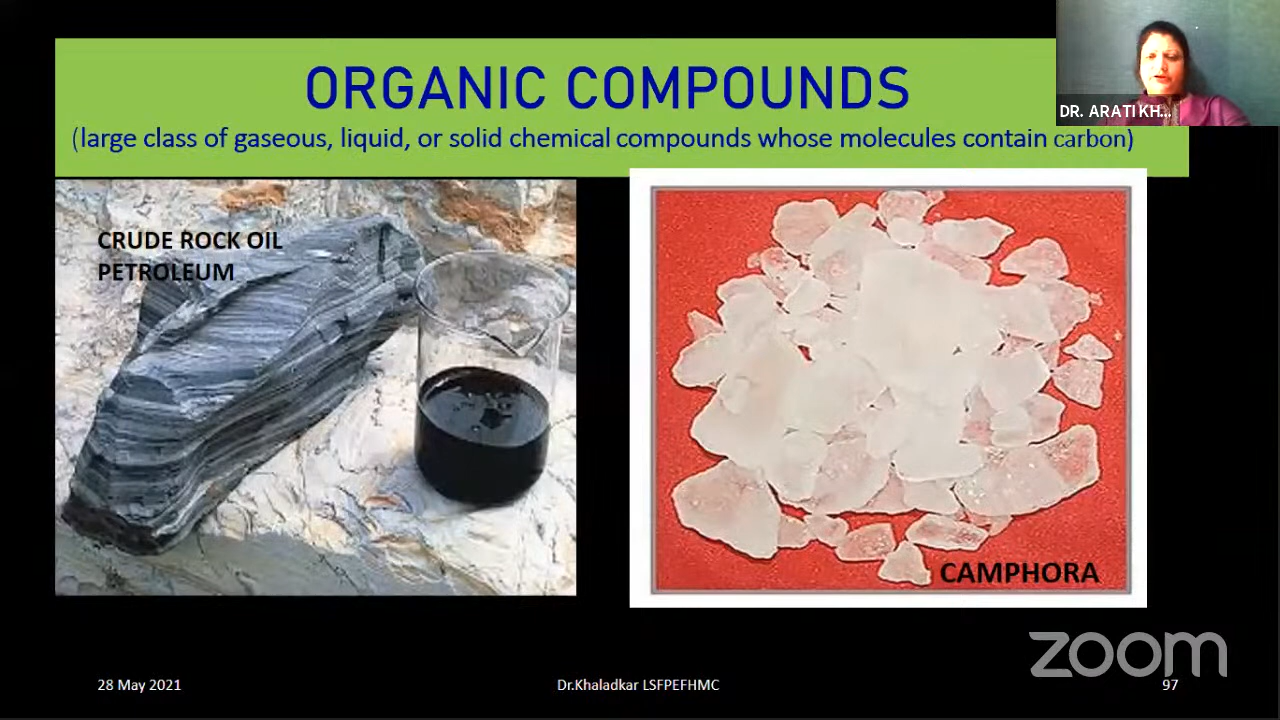 ORGANIC COMPOUNDS
(large class of gaseous, liquid, or solid chemical compounds whose molecules contain carbon)
DR. ARATI KH...
CRUDE ROCK OIL
PETROLEUM
CAMPHORA
zoom
28 May 2021
Dr.Khaladkar LSFPEFHMC
97